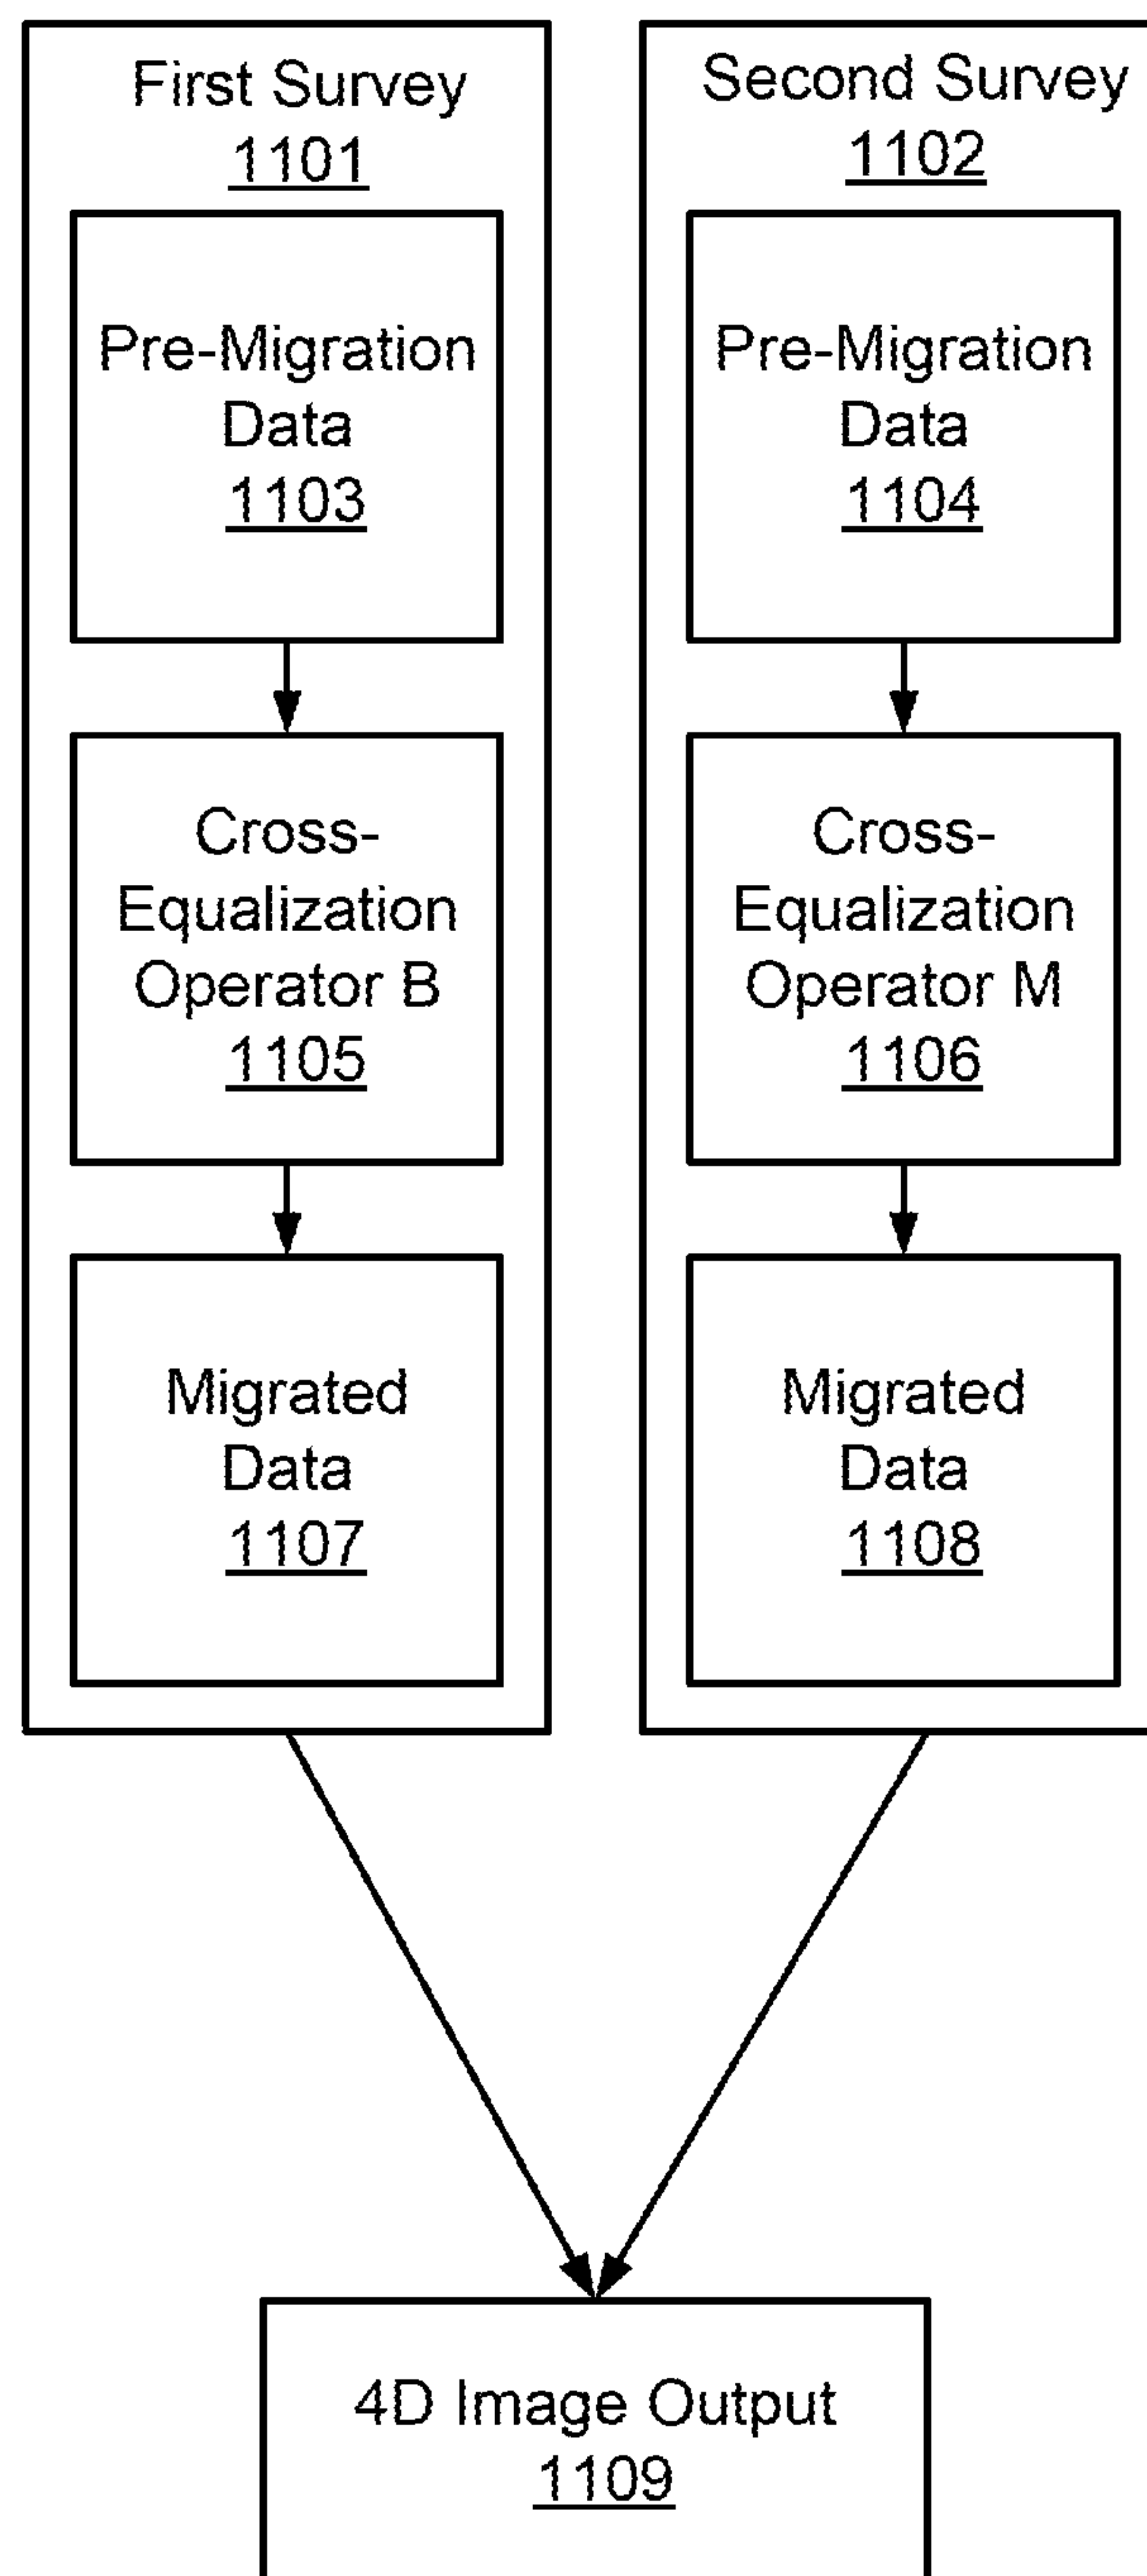 First Survey
1101
Pre-Migration
Data
1103
Cross-
Equalization
Operator B
1105
Migrated
Data
1107
Second Survey
1102
Pre-Migration
Data
1104
Cross-
Equalization
Operator M
1106
Migrated
Data
1108
4D Image Output
1109